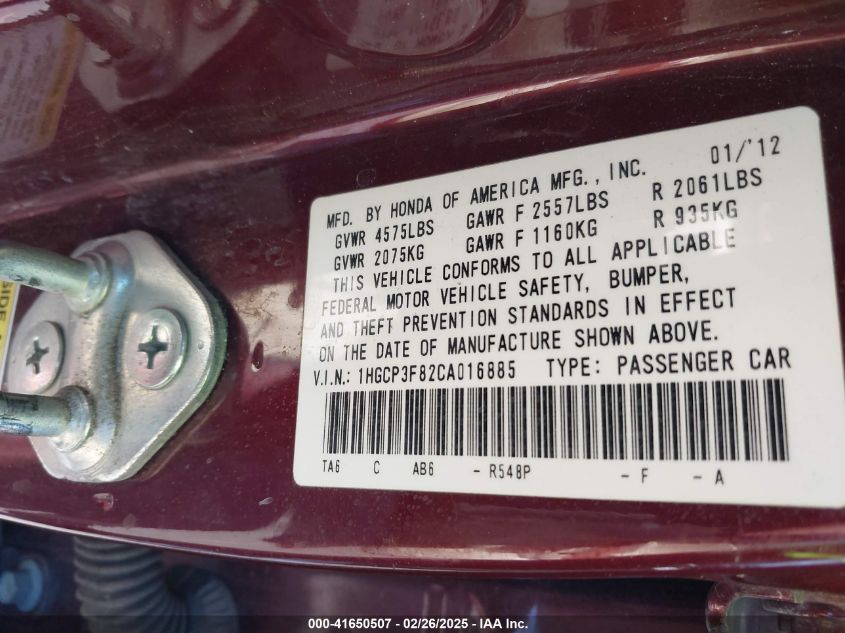 MFD. BY HONDA OF AMERICA MFG., INC. 01/'12
GVWR 4575LBS GAWR F 2557LBS R 2061LBS
GVWR 2075KG GAWR F 1160KG R 935KG
THIS VEHICLE CONFORMS TO ALL APPLICABLE
FEDERAL MOTOR VEHICLE SAFETY, BUMPER,
AND THEFT PREVENTION STANDARDS IN EFFECT
ON THE DATE OF MANUFACTURE SHOWN ABOVE.
V.I.N.: 1HGCP3F82CA016885 TYPE: PASSENGER CAR
TA6 C AB6 - R548P - F - A
SIDE
000-41650507 - 02/26/2025 - IAA Inc.